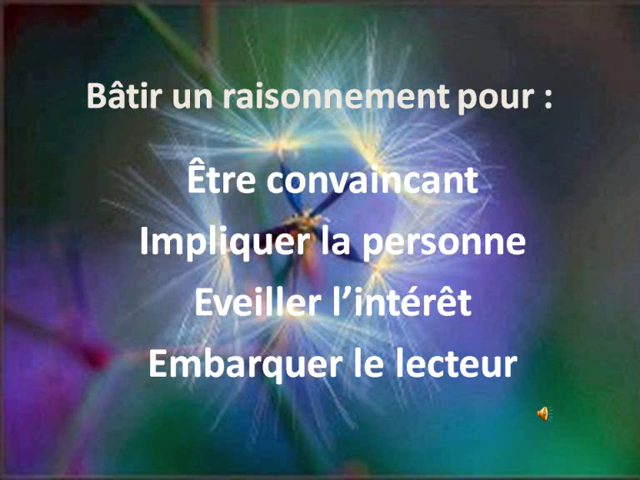 Bâtir un raisonnement pour :
Être convaincant
Impliquer la personne
Eveiller l’intérêt
Embarquer le lecteur